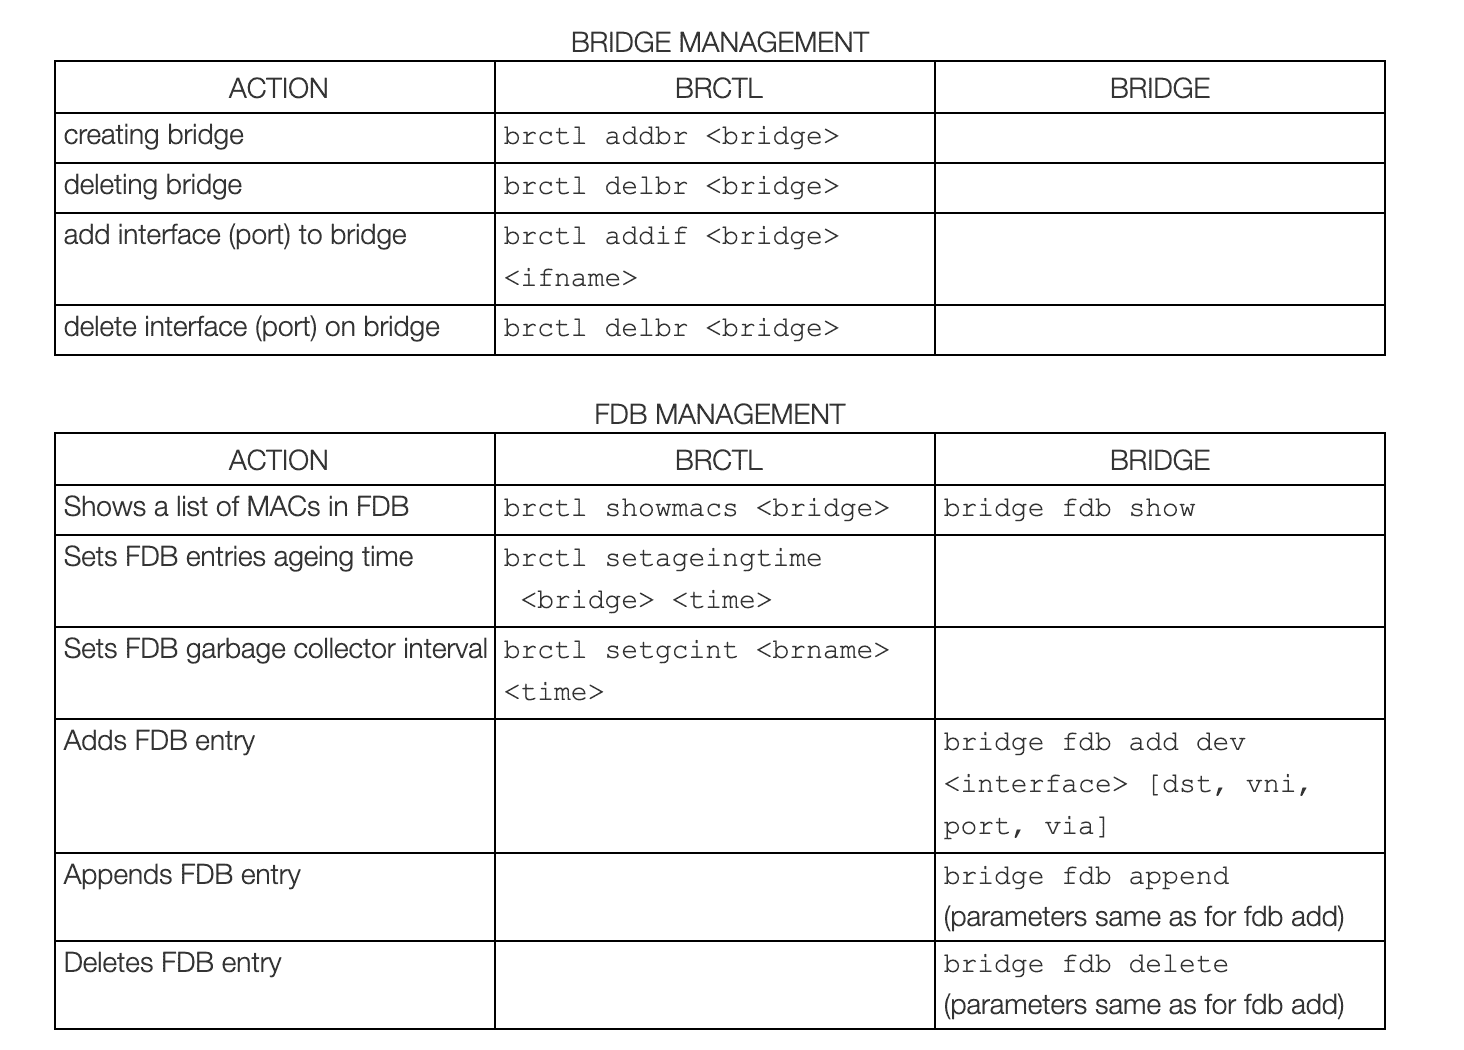 BRIDGE MANAGEMENT
ACTION BRCTL BRIDGE
creating bridge brctl addbr <bridge>
deleting bridge brctl delbr <bridge>
add interface (port) to bridge brctl addif <bridge>
<ifname>
delete interface (port) on bridge brctl delbr <bridge>
FDB MANAGEMENT
ACTION BRCTL BRIDGE
Shows a list of MACs in FDB brctl showmacs <bridge> bridge fdb show
Sets FDB entries ageing time brctl setageingtime
<bridge> <time>
Sets FDB garbage collector interval brctl setgcint <brname>
<time>
Adds FDB entry bridge fdb add dev
<interface> [dst, vni,
port, via]
Appends FDB entry bridge fdb append
(parameters same as for fdb add)
Deletes FDB entry bridge fdb delete
(parameters same as for fdb add)